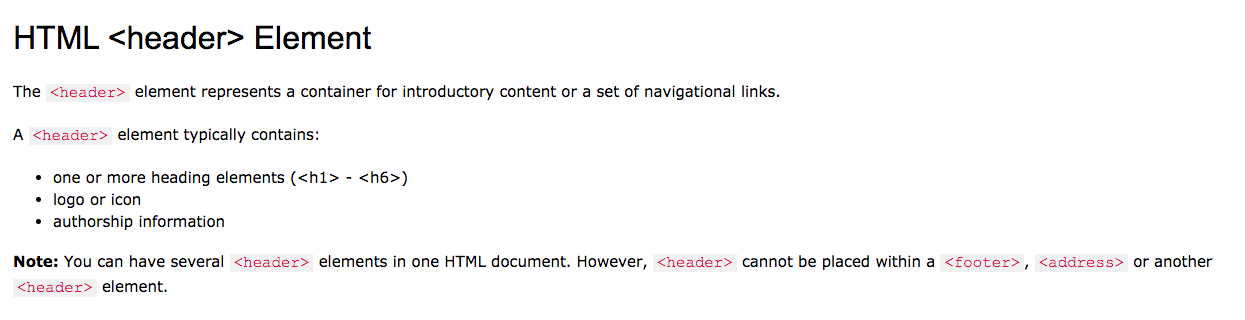 HTML <header> Element
The <header> element represents a container for introductory content or a set of navigational links.
A <header> element typically contains:
• one or more heading elements (<h1> - <h6>)
• logo or icon
• authorship information
Note: You can have several <header> elements in one HTML document. However, <header> cannot be placed within a <footer>, <address> or another
<header> element.